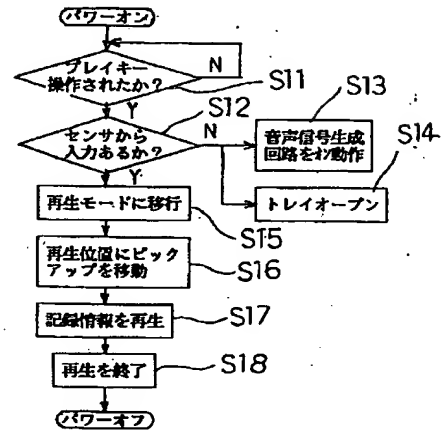 パワーオン
プレイキー
操作されたか？
N
S11
Y
S12
センサから
入力あるか？
N
S13
音声信号生成
回路をオン動作
S14
トレイオープン
Y
再生モードに移行
S15
再生位置にピック
アップを移動
S16
記録情報を再生
S17
再生を終了
S18
パワーオフ